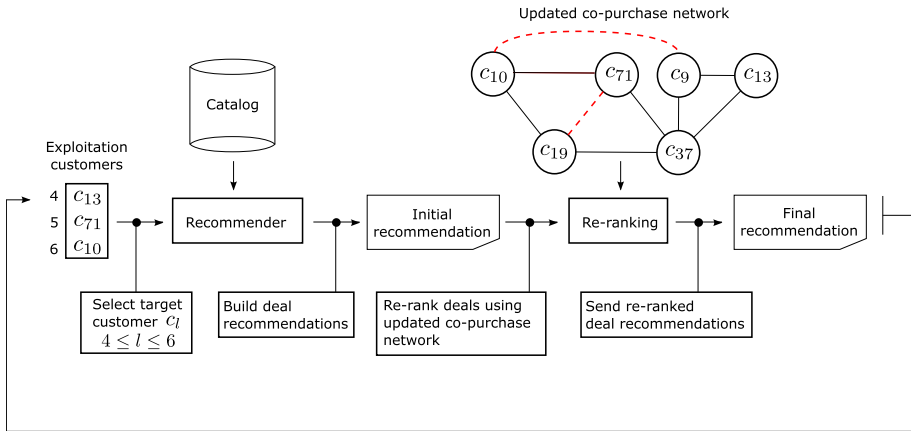 Updated co-purchase network
c10
c71
c9
c13
c19
c37
Catalog
Exploitation
customers
4 c13
5 c71
6 c10
Recommender
Initial
recommendation
Re-ranking
Final
recommendation
Select target
customer cl
4 ≤ l ≤ 6
Build deal
recommendations
Re-rank deals using
updated co-purchase
network
Send re-ranked
deal recommendations